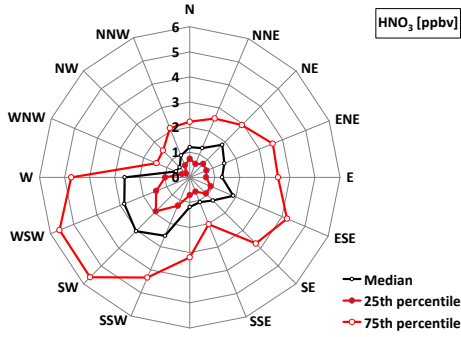 N
NNW
NNE
HNO₃ [ppbv]
6
5
NW
NE
4
3
WNW
ENE
2
1
W
0
E
WSW
ESE
SW
SE
SSW
SSE
S
Median
25th percentile
75th percentile